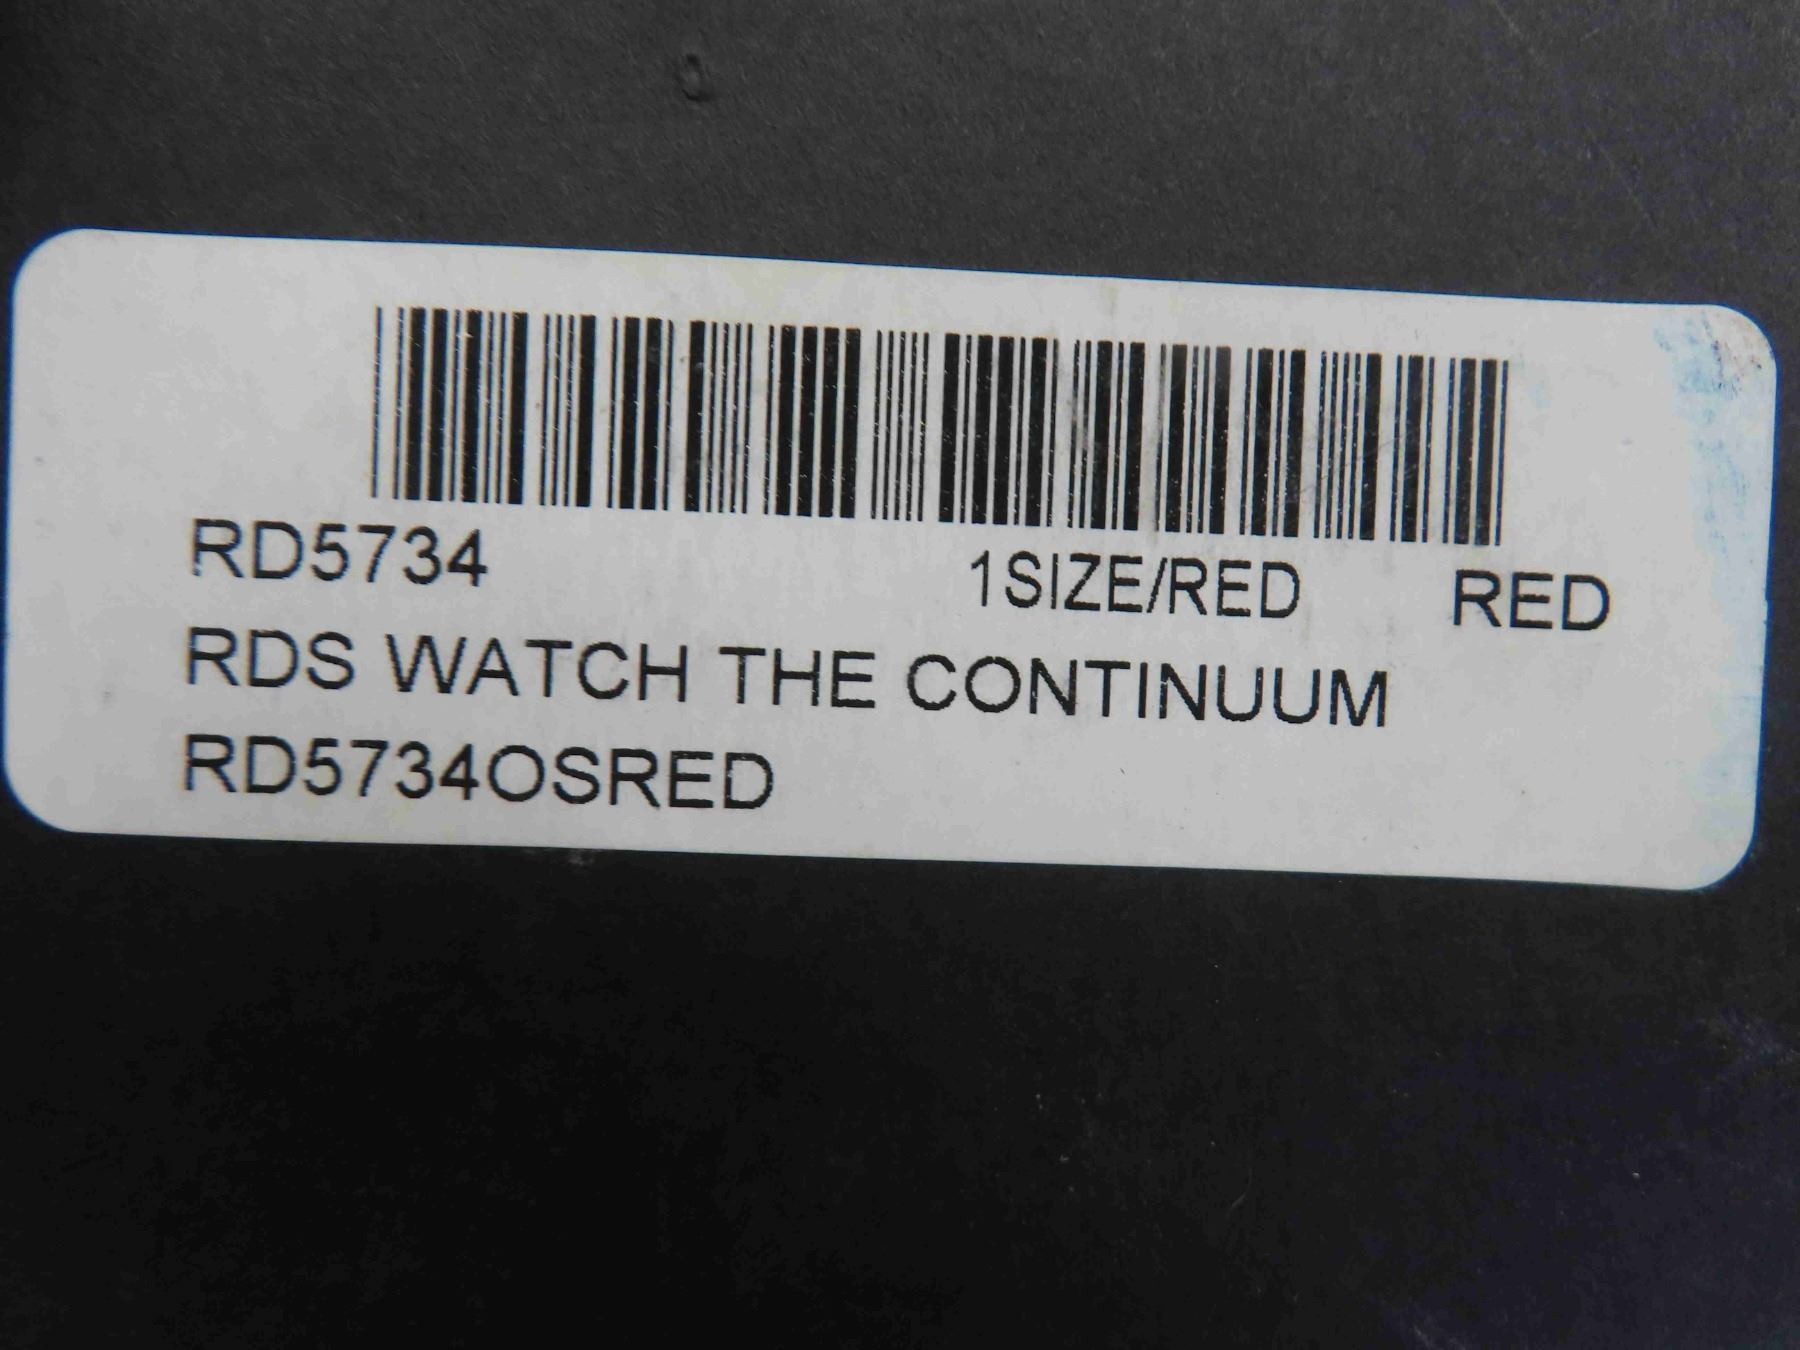 RD5734 1SIZE/RED RED
RDS WATCH THE CONTINUUM
RD5734OSRED